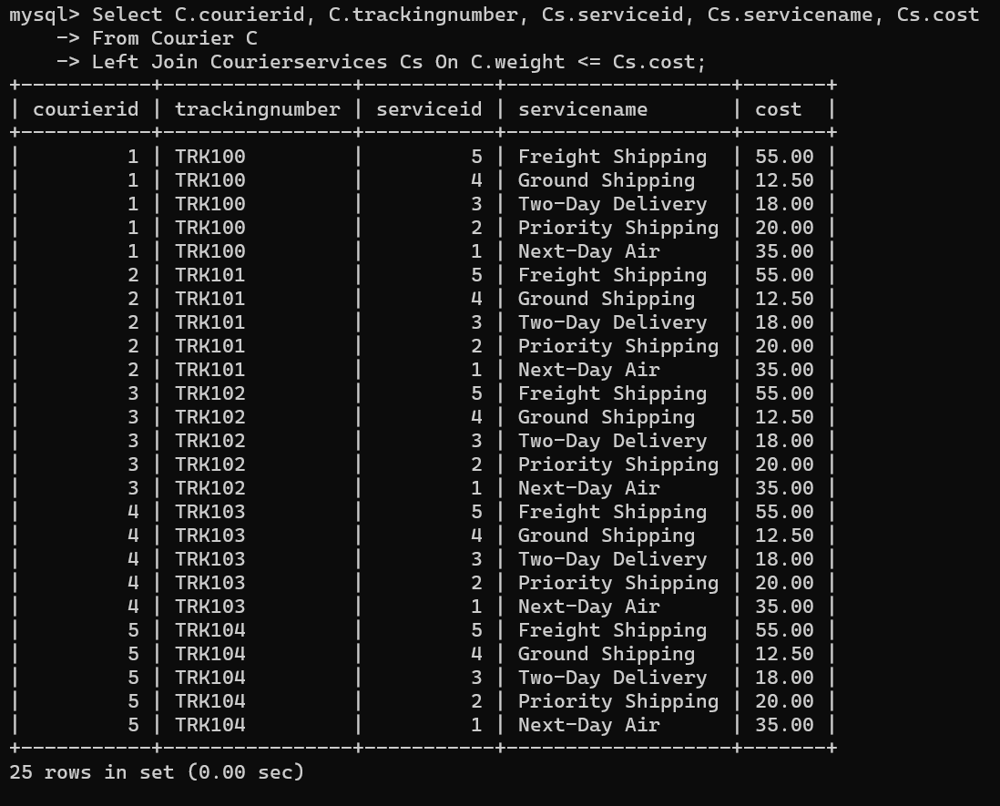 mysql> Select C.courierid, C.trackingnumber, Cs.serviceid, Cs.servicename, Cs.cost
    -> From Courier C
    -> Left Join Courierservices Cs On C.weight <= Cs.cost;
+-----------+----------------+-----------+-------------------+-------+
| courierid | trackingnumber | serviceid | servicename       | cost  |
+-----------+----------------+-----------+-------------------+-------+
|         1 | TRK100         |         5 | Freight Shipping  | 55.00 |
|         1 | TRK100         |         4 | Ground Shipping   | 12.50 |
|         1 | TRK100         |         3 | Two-Day Delivery  | 18.00 |
|         1 | TRK100         |         2 | Priority Shipping | 20.00 |
|         1 | TRK100         |         1 | Next-Day Air      | 35.00 |
|         2 | TRK101         |         5 | Freight Shipping  | 55.00 |
|         2 | TRK101         |         4 | Ground Shipping   | 12.50 |
|         2 | TRK101         |         3 | Two-Day Delivery  | 18.00 |
|         2 | TRK101         |         2 | Priority Shipping | 20.00 |
|         2 | TRK101         |         1 | Next-Day Air      | 35.00 |
|         3 | TRK102         |         5 | Freight Shipping  | 55.00 |
|         3 | TRK102         |         4 | Ground Shipping   | 12.50 |
|         3 | TRK102         |         3 | Two-Day Delivery  | 18.00 |
|         3 | TRK102         |         2 | Priority Shipping | 20.00 |
|         3 | TRK102         |         1 | Next-Day Air      | 35.00 |
|         4 | TRK103         |         5 | Freight Shipping  | 55.00 |
|         4 | TRK103         |         4 | Ground Shipping   | 12.50 |
|         4 | TRK103         |         3 | Two-Day Delivery  | 18.00 |
|         4 | TRK103         |         2 | Priority Shipping | 20.00 |
|         4 | TRK103         |         1 | Next-Day Air      | 35.00 |
|         5 | TRK104         |         5 | Freight Shipping  | 55.00 |
|         5 | TRK104         |         4 | Ground Shipping   | 12.50 |
|         5 | TRK104         |         3 | Two-Day Delivery  | 18.00 |
|         5 | TRK104         |         2 | Priority Shipping | 20.00 |
|         5 | TRK104         |         1 | Next-Day Air      | 35.00 |
+-----------+----------------+-----------+-------------------+-------+
25 rows in set (0.00 sec)